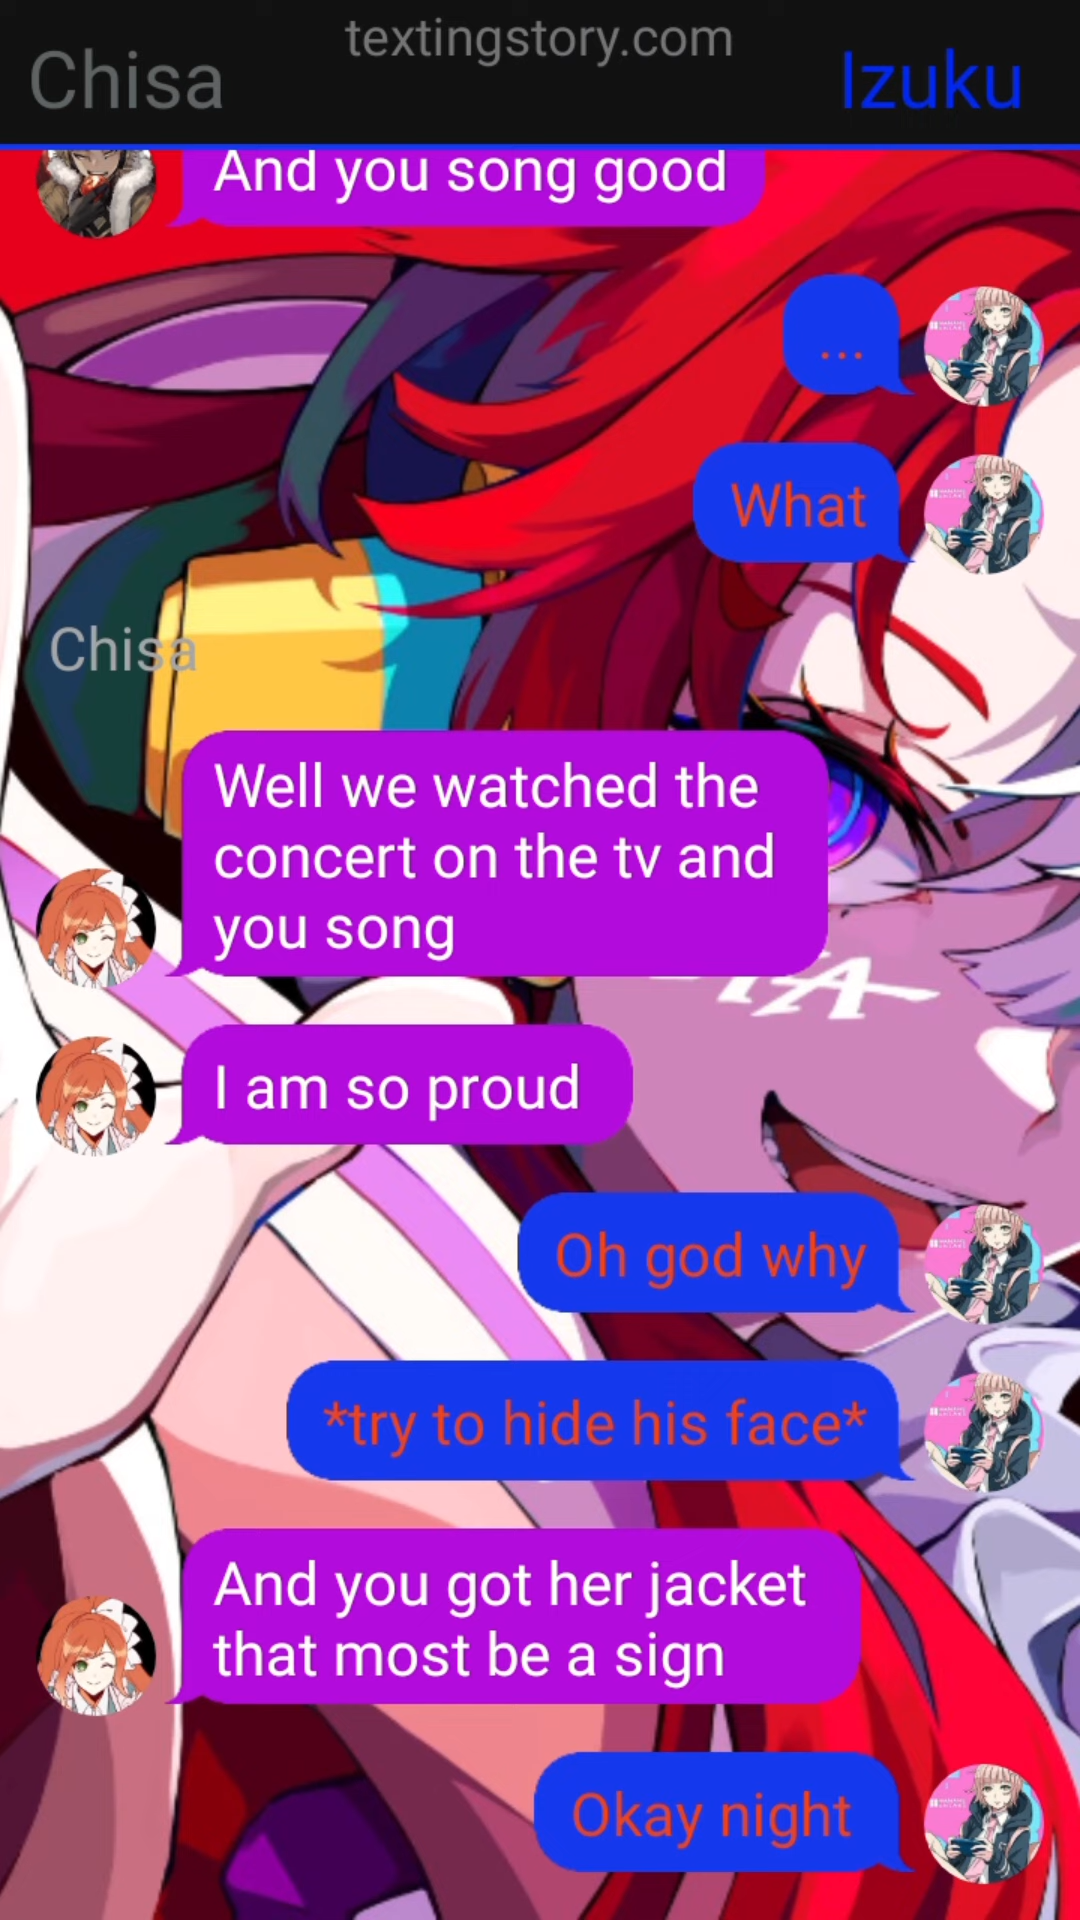 textingstory.com
Chisa
Izuku
And you song good
...
What
Chisa
Well we watched the
concert on the tv and
you song
I am so proud
Oh god why
*try to hide his face*
And you got her jacket
that most be a sign
Okay night